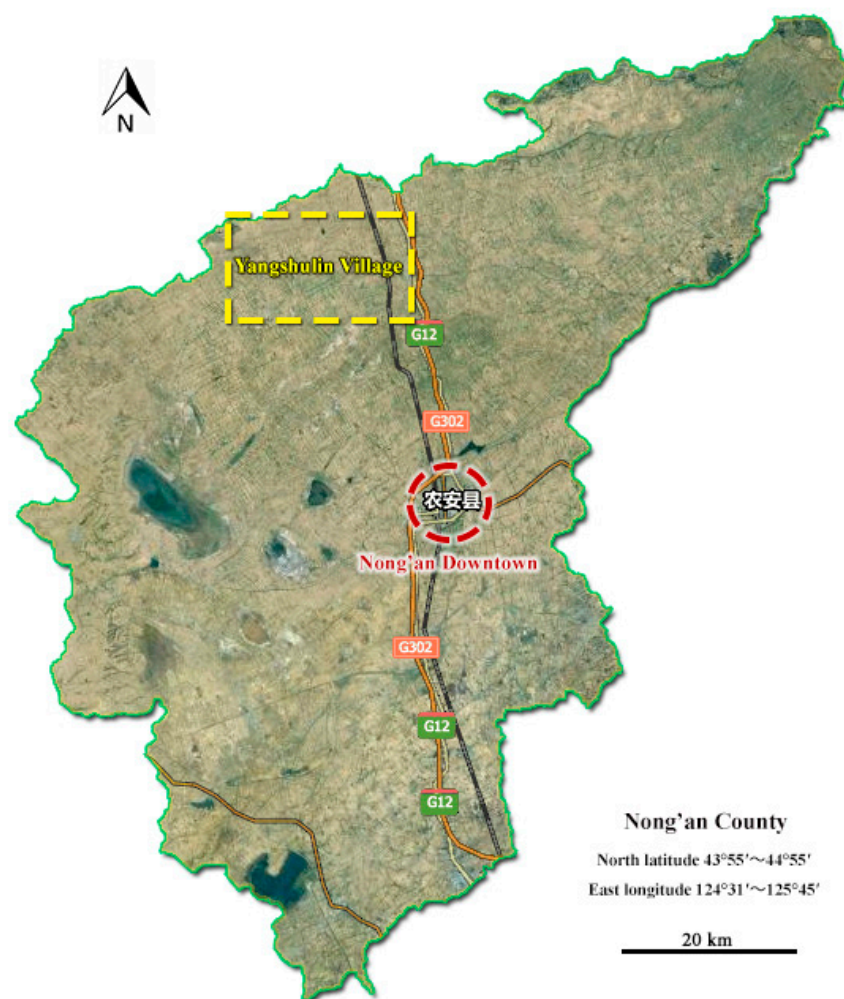 N
Yangshulin Village
G12
G302
农安县
Nong'an Downtown
G302
G12
G12
Nong'an County
North latitude 43°55′～44°55′
East longitude 124°31′～125°45′
20 km